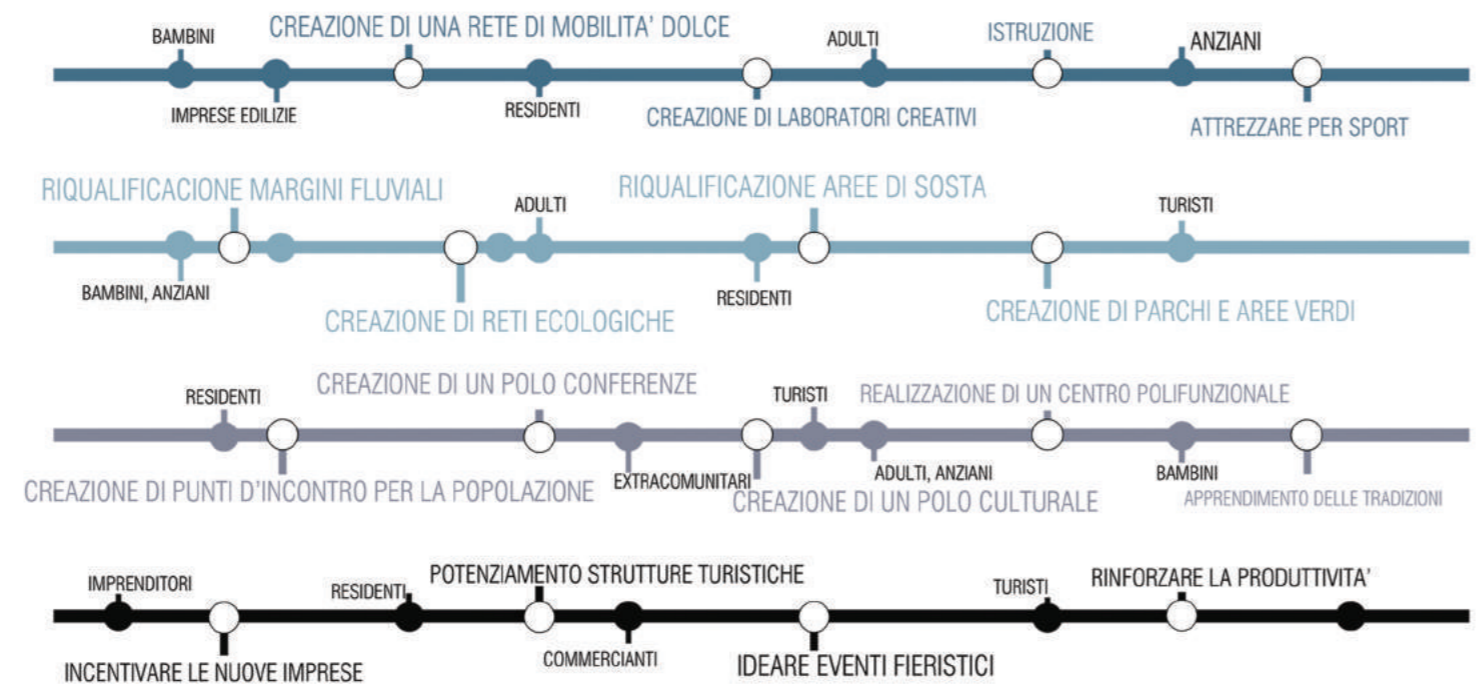 BAMBINI
CREAZIONE DI UNA RETE DI MOBILITA' DOLCE
ADULTI
ISTRUZIONE
ANZIANI
IMPRESE EDILIZIE
RESIDENTI
CREAZIONE DI LABORATORI CREATIVI
ATTREZZARE PER SPORT
RIQUALIFICACIONE MARGINI FLUVIALI
ADULTI
RIQUALIFICAZIONE AREE DI SOSTA
TURISTI
BAMBINI, ANZIANI
CREAZIONE DI RETI ECOLOGICHE
RESIDENTI
CREAZIONE DI PARCHI E AREE VERDI
RESIDENTI
CREAZIONE DI UN POLO CONFERENZE
TURISTI
REALIZZAZIONE DI UN CENTRO POLIFUNZIONALE
CREAZIONE DI PUNTI D'INCONTRO PER LA POPOLAZIONE
EXTRACOMUNITARI
CREAZIONE DI UN POLO CULTURALE
ADULTI, ANZIANI
BAMBINI
APPRENDIMENTO DELLE TRADIZIONI
IMPRENDITORI
RESIDENTI
POTENZIAMENTO STRUTTURE TURISTICHE
TURISTI
RINFORZARE LA PRODUTTIVITA'
INCENTIVARE LE NUOVE IMPRESE
COMMERCIANTI
IDEARE EVENTI FIERISTICI